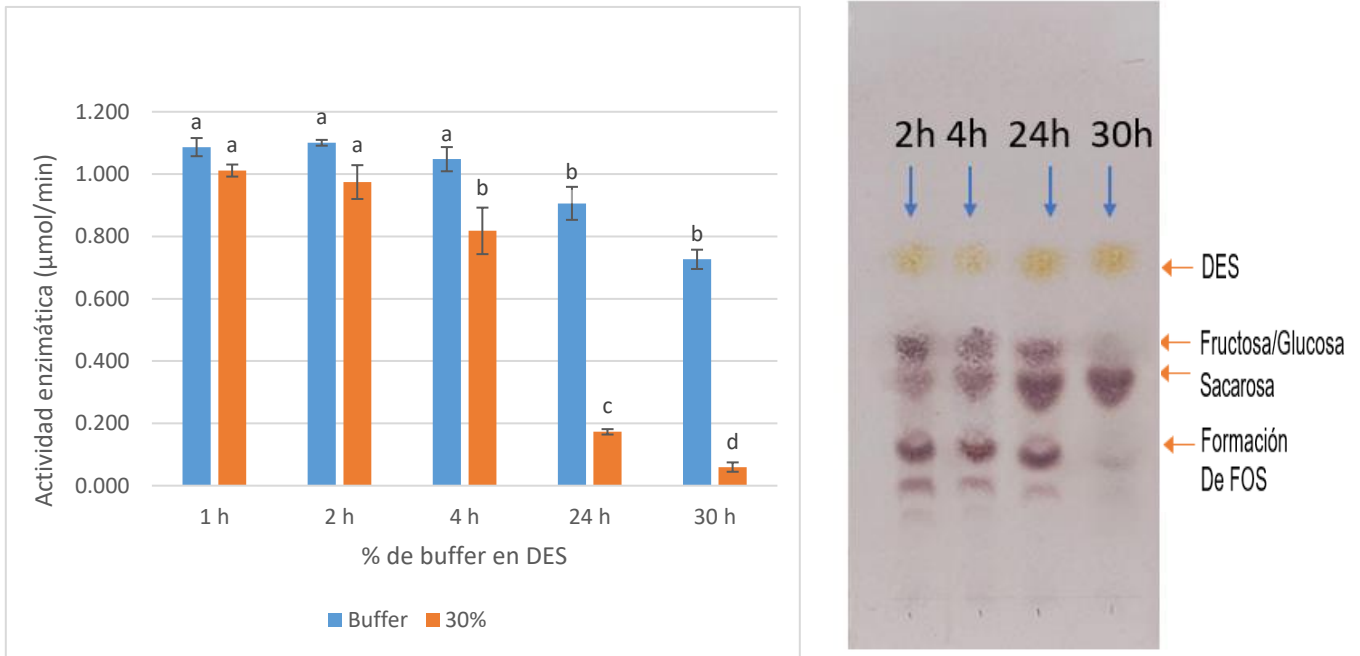 1.200
1.000
0.800
0.600
0.400
0.200
0.000
Actividad enzimática (µmol/min)
a
a
a
a
a
b
b
c
b
d
1 h
2 h
4 h
24 h
30 h
% de buffer en DES
Buffer
30%
2h 4h 24h 30h
DES
Fructosa/Glucosa
Sacarosa
Formación
De FOS